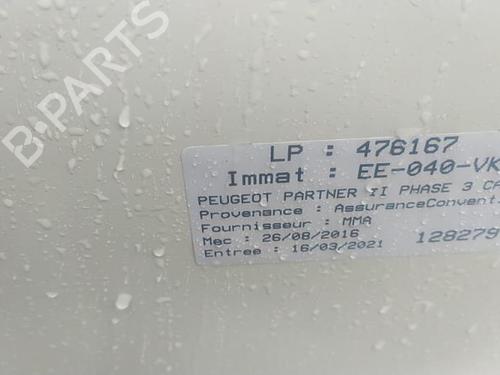 B-PARTS
LP : 476167
Immat : EE-040-VK
PEUGEOT PARTNER II PHASE 3 CA
Provenance : AssuranceConvent.
Fournisseur : MMA
Mec : 26/08/2016
Entree : 16/03/2021
128279